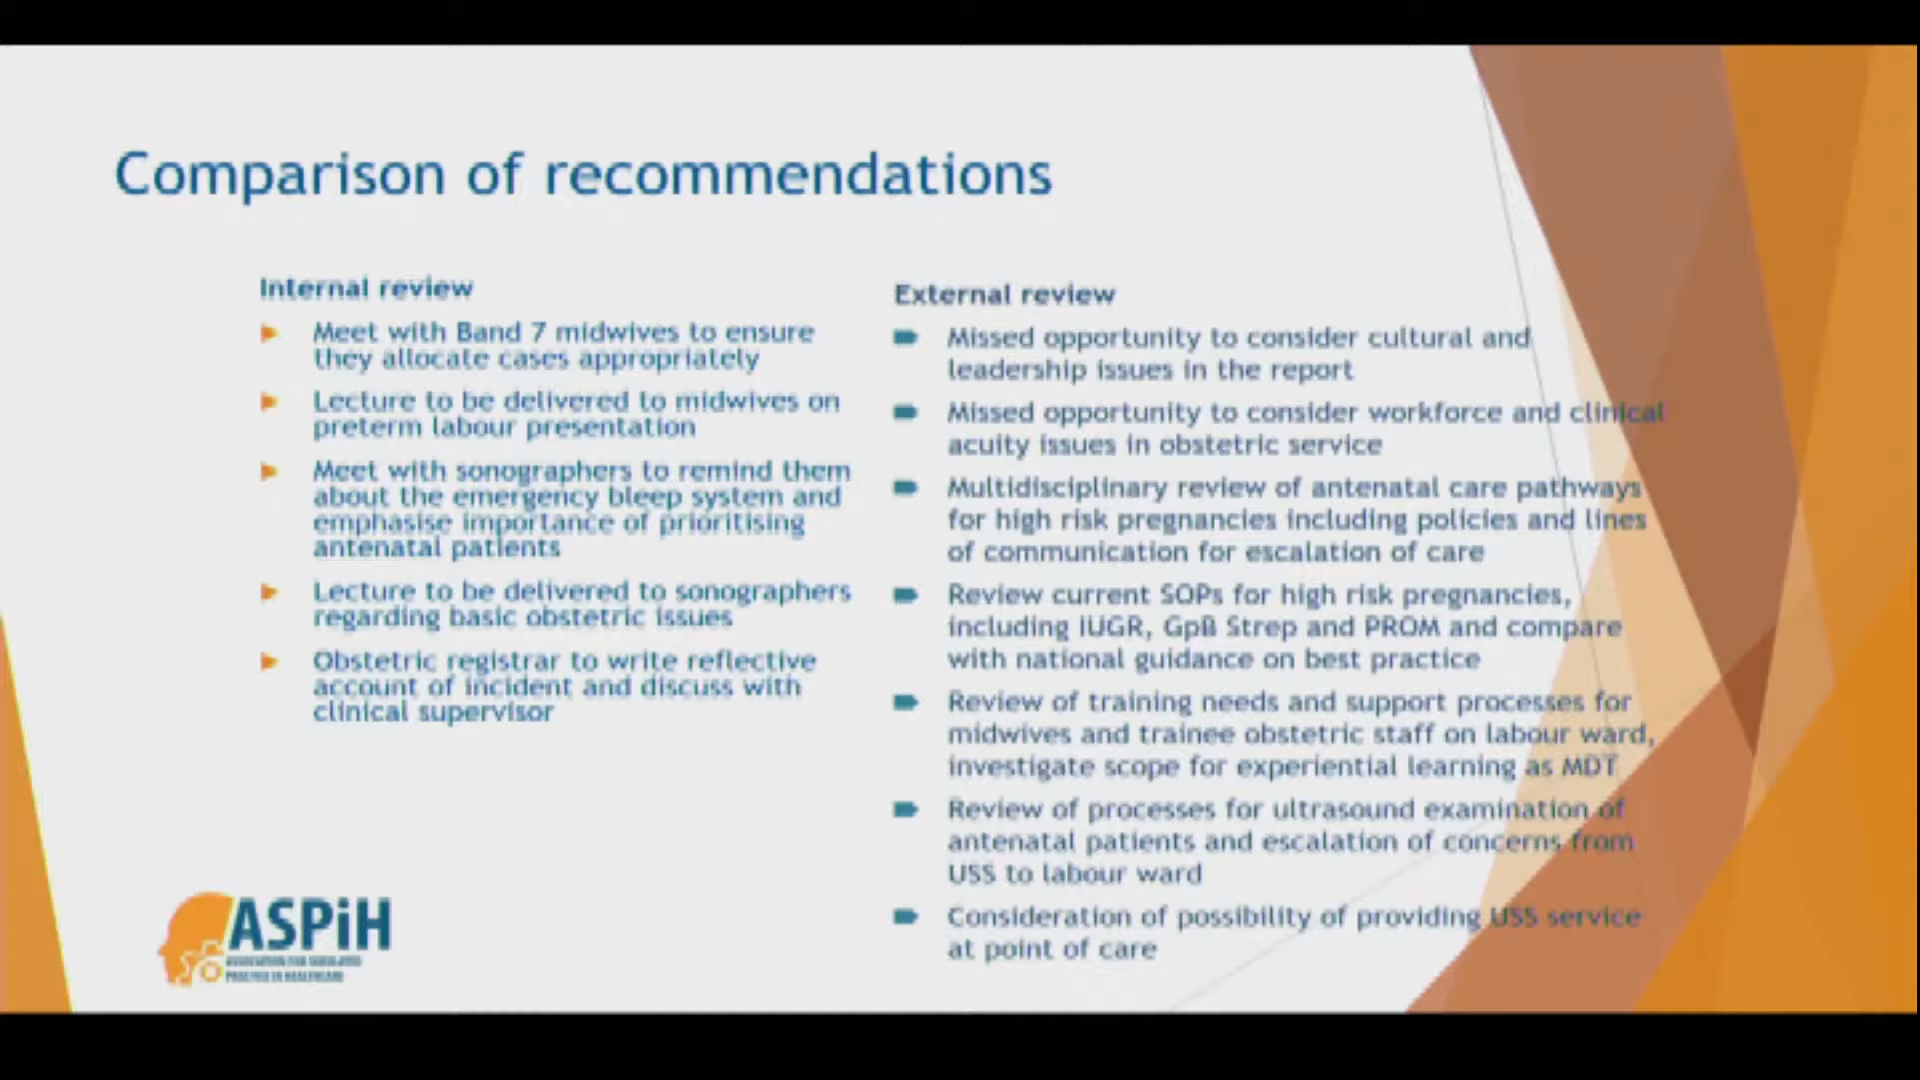 Comparison of recommendations
Internal review
Meet with Band 7 midwives to ensure
they allocate cases appropriately
Lecture to be delivered to midwives on
preterm labour presentation
Meet with sonographers to remind them
about the emergency bleep system and
emphasise importance of prioritising
antenatal patients
Lecture to be delivered to sonographers
regarding basic obstetric issues
Obstetric registrar to write reflective
account of incident and discuss with
clinical supervisor
External review
Missed opportunity to consider cultural and
leadership issues in the report
Missed opportunity to consider workforce and clinical
acuity issues in obstetric service
Multidisciplinary review of antenatal care pathways
for high risk pregnancies including policies and lines
of communication for escalation of care
Review current SOPs for high risk pregnancies,
including IUGR, GpB Strep and PROM and compare
with national guidance on best practice
Review of training needs and support processes for
midwives and trainee obstetric staff on labour ward,
investigate scope for experiential learning as MDT
Review of processes for ultrasound examination of
antenatal patients and escalation of concerns from
USS to labour ward
Consideration of possibility of providing USS service
at point of care
ASPiH
ASSOCIATION FOR SIMULATED
PRACTICE IN HEALTHCARE